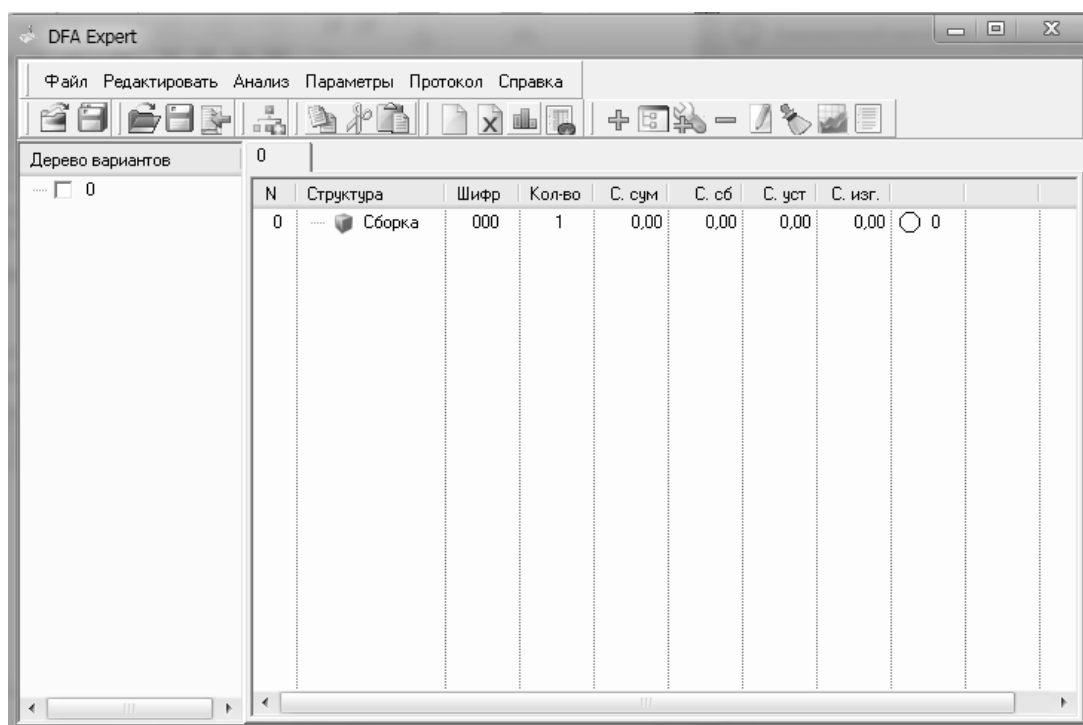 DFA Expert
Файл Редактировать Анализ Параметры Протокол Справка
Дерево вариантов
0
0
N Структура Шифр Кол-во С. сум С. сб С. уст С. изг.
0 Сборка 000 1 0,00 0,00 0,00 0,00 0